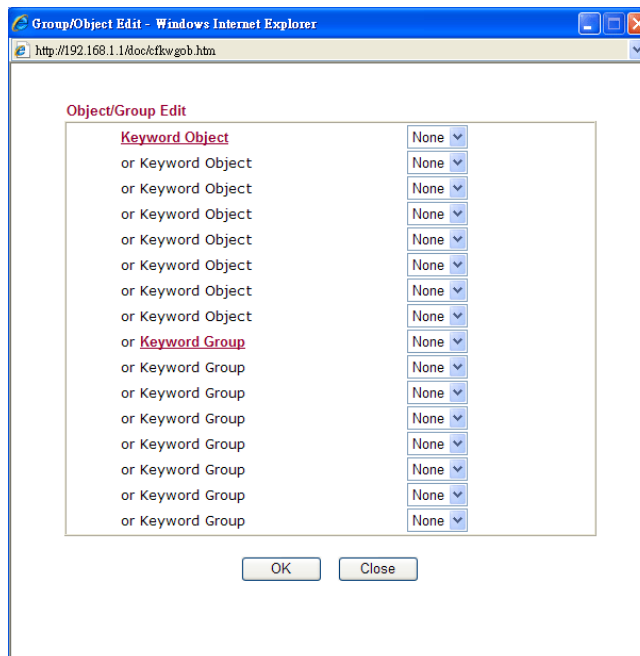 Group/Object Edit - Windows Internet Explorer
http://192.168.1.1/doc/cfkwgob.htm
Object/Group Edit
Keyword Object None
or Keyword Object None
or Keyword Object None
or Keyword Object None
or Keyword Object None
or Keyword Object None
or Keyword Object None
or Keyword Object None
or Keyword Group None
or Keyword Group None
or Keyword Group None
or Keyword Group None
or Keyword Group None
or Keyword Group None
or Keyword Group None
or Keyword Group None
OK Close